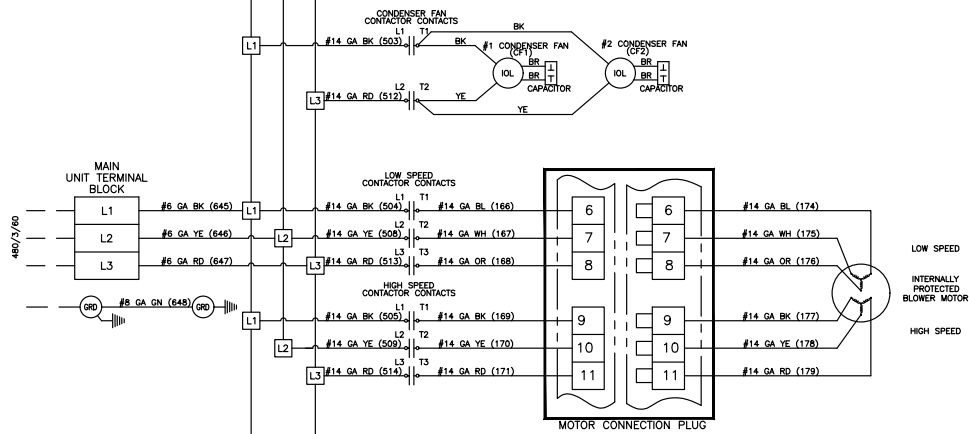 CONDENSER FAN
CONTACTOR CONTACTS
L1 #14 GA BK (503) L1 T1 BK BK
#1 CONDENSER FAN
(CF1)
#2 CONDENSER FAN
(CF2)
IOL BR BR CAPACITOR
IOL BR BR CAPACITOR
L3 #14 GA RD (512) L2 T2 YE YE
MAIN
UNIT TERMINAL
BLOCK
LOW SPEED
CONTACTOR CONTACTS
480/3/60
L1 #6 GA BK (645) L1 #14 GA BK (504) L1 T1 #14 GA BL (166) 6 6 #14 GA BL (174)
L2 #6 GA YE (646) L2 #14 GA YE (508) L2 T2 #14 GA WH (167) 7 7 #14 GA WH (175)
L3 #6 GA RD (647) L3 #14 GA RD (513) L3 T3 #14 GA OR (168) 8 8 #14 GA OR (176)
LOW SPEED
INTERNALLY
PROTECTED
BLOWER MOTOR
HIGH SPEED
GRD #8 GA GN (648) GRD
HIGH SPEED
CONTACTOR CONTACTS
L1 #14 GA BK (505) L1 T1 #14 GA BK (169) 9 9 #14 GA BK (177)
L2 #14 GA YE (509) L2 T2 #14 GA YE (170) 10 10 #14 GA YE (178)
L3 #14 GA RD (514) L3 T3 #14 GA RD (171) 11 11 #14 GA RD (179)
MOTOR CONNECTION PLUG